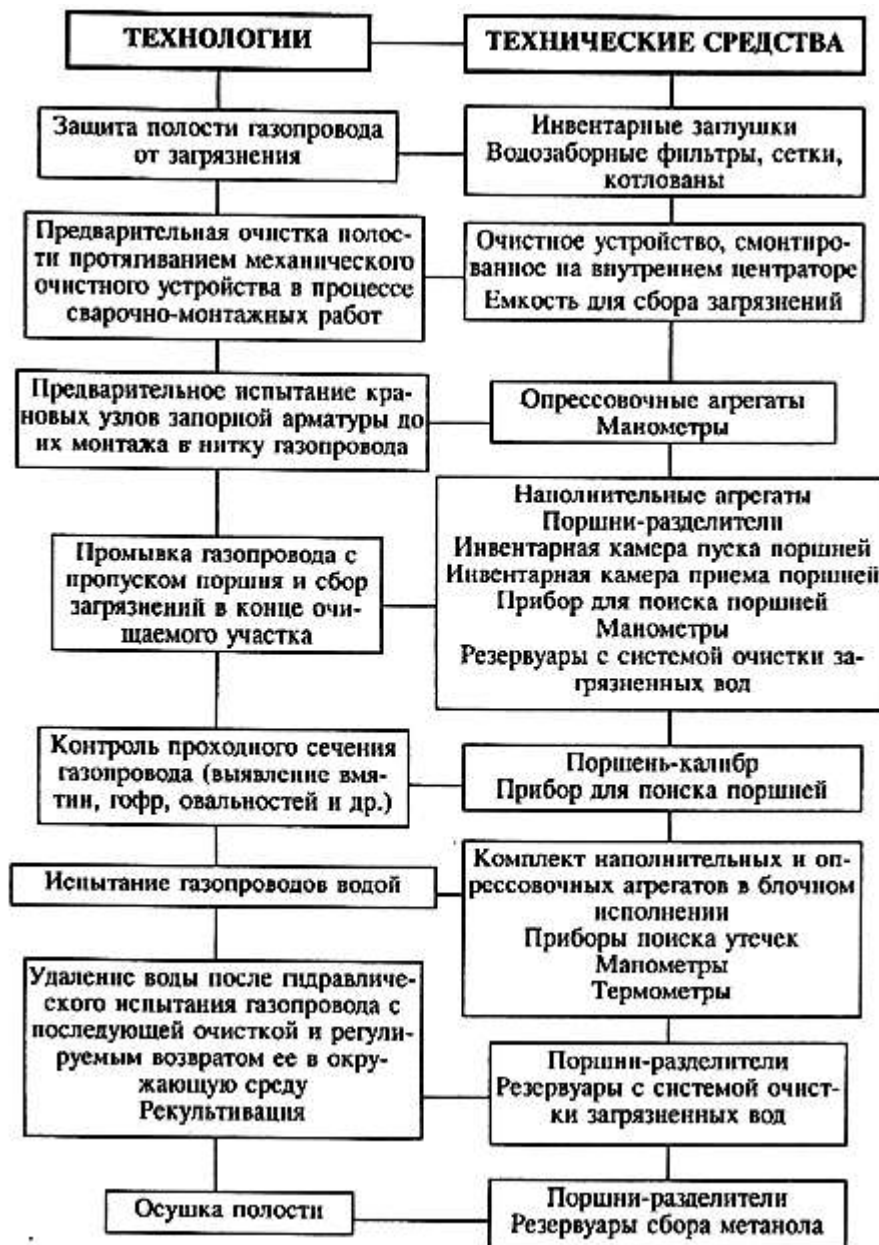 ТЕХНОЛОГИИ
ТЕХНИЧЕСКИЕ СРЕДСТВА
Защита полости газопровода
от загрязнения
Инвентарные заглушки
Водозаборные фильтры, сетки,
котлованы
Предварительная очистка полос-
ти протягиванием механического
очистного устройства в процессе
сварочно-монтажных работ
Очистное устройство, смонтиро-
ванное на внутреннем центраторе
Емкость для сбора загрязнений
Предварительное испытание кра-
новых узлов запорной арматуры до
их монтажа в нитку газопровода
Опрессовочные агрегаты
Манометры
Промывка газопровода с
пропуском поршня и сбор
загрязнений в конце очи-
щаемого участка
Наполнительные агрегаты
Поршни-разделители
Инвентарная камера пуска поршней
Инвентарная камера приема поршней
Прибор для поиска поршней
Манометры
Резервуары с системой очистки за-
грязненных вод
Контроль проходного сечения
газопровода (выявление вмя-
тин, гофр, овальностей и др.)
Поршень-калибр
Прибор для поиска поршней
Испытание газопроводов водой
Комплект наполнительных и оп-
рессовочных агрегатов в блочном
исполнении
Приборы поиска утечек
Манометры
Термометры
Удаление воды после гидравличе-
ского испытания газопровода с
последующей очисткой и регули-
руемым возвратом ее в окру-
жающую среду
Рекультивация
Поршни-разделители
Резервуары с системой очист-
ки загрязненных вод
Осушка полости
Поршни-разделители
Резервуары сбора метанола